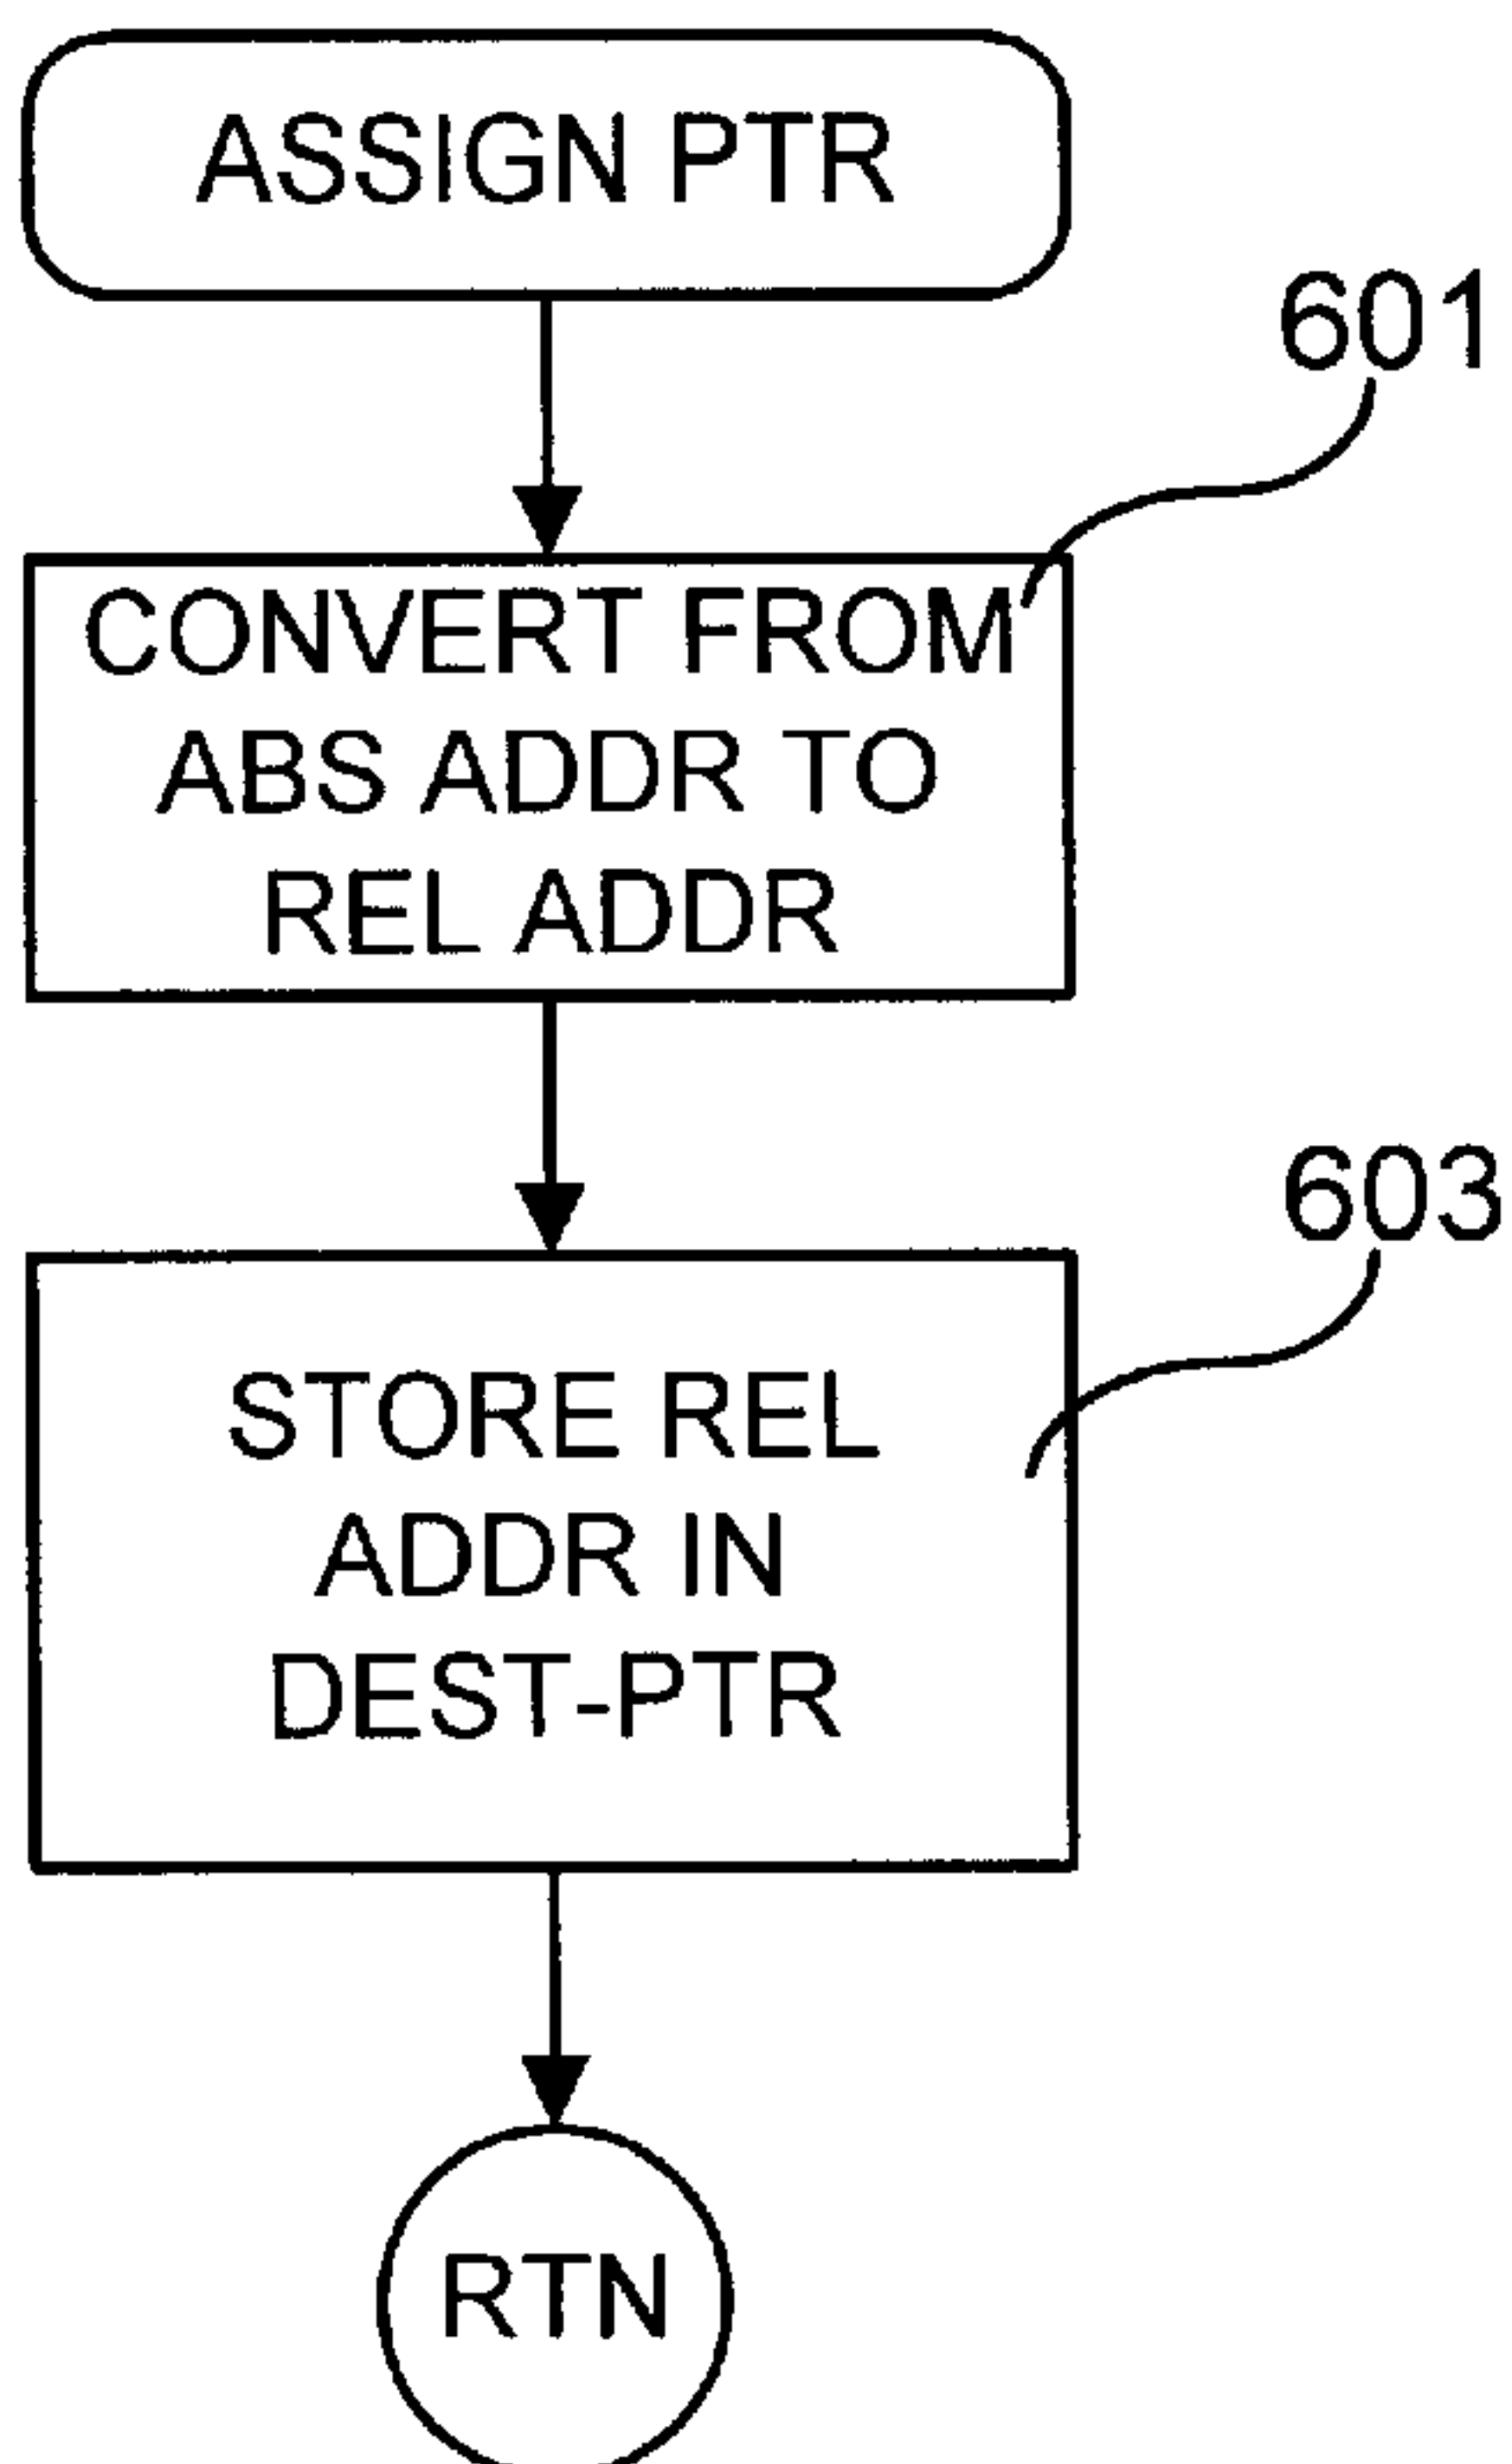 ASSIGN PTR
601
CONVERT FROM
ABS ADDR TO
REL ADDR
603
STORE REL
ADDR IN
DEST-PTR
RTN